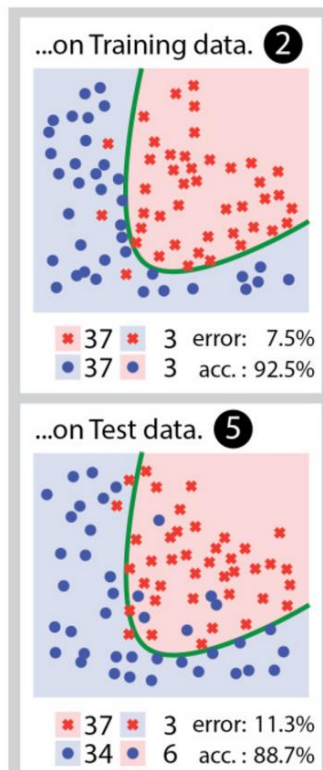 ...on Training data. 2
37 3 error: 7.5%
37 3 acc. : 92.5%
...on Test data. 5
37 3 error: 11.3%
34 6 acc. : 88.7%